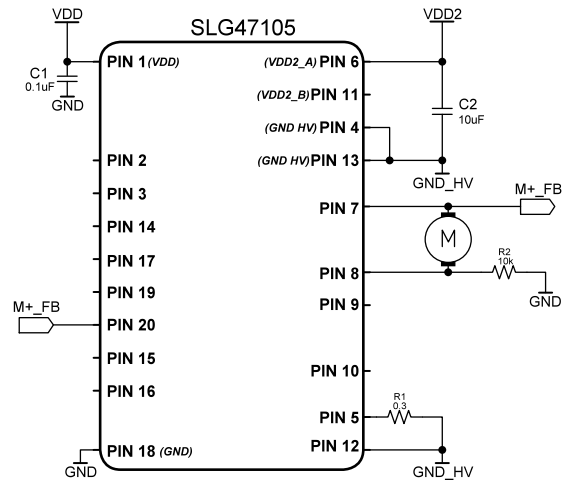 VDD
SLG47105
VDD2
PIN 1 (VDD)
(VDD2_A) PIN 6
C1
0.1uF
GND
(VDD2_B) PIN 11
C2
10uF
(GND HV) PIN 4
PIN 2
(GND HV) PIN 13
GND_HV
PIN 3
M+_FB
PIN 7
PIN 14
M
PIN 17
R2
10k
PIN 8
PIN 19
GND
PIN 9
M+_FB
PIN 20
PIN 15
PIN 10
PIN 16
R1
0.3
PIN 5
PIN 18 (GND)
PIN 12
GND
GND_HV